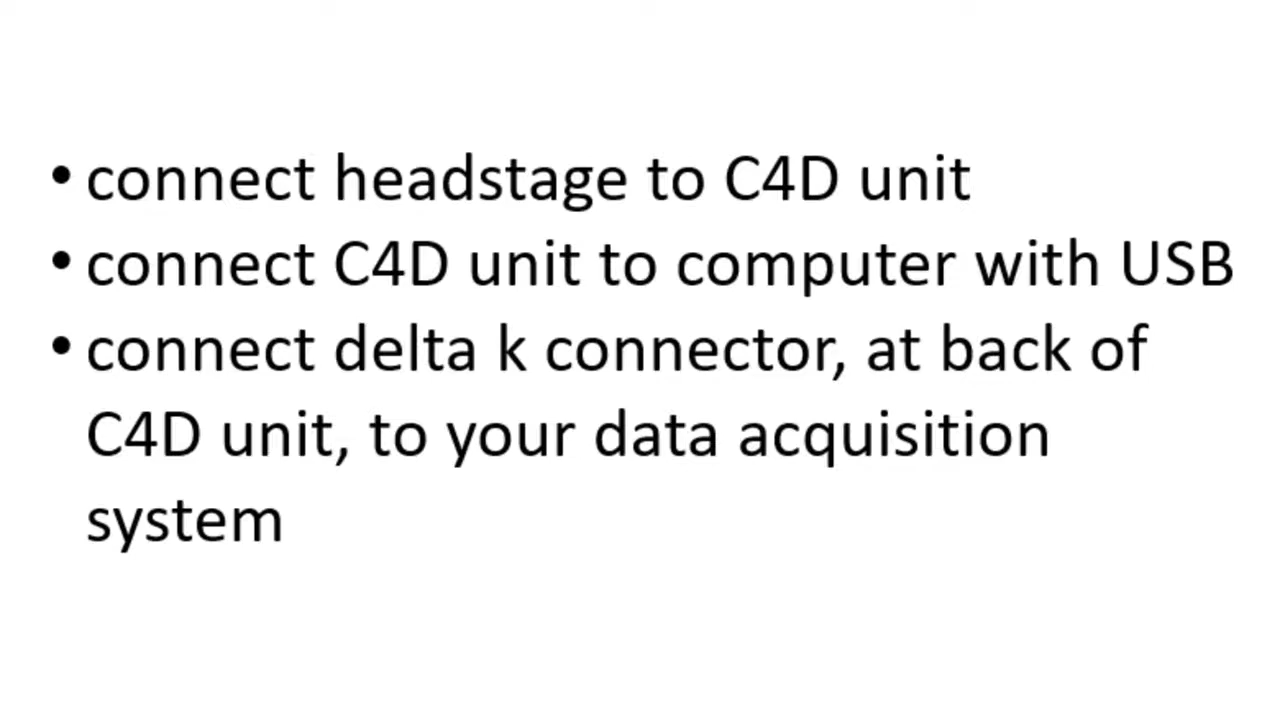 • connect headstage to C4D unit
• connect C4D unit to computer with USB
• connect delta k connector, at back of
C4D unit, to your data acquisition
system